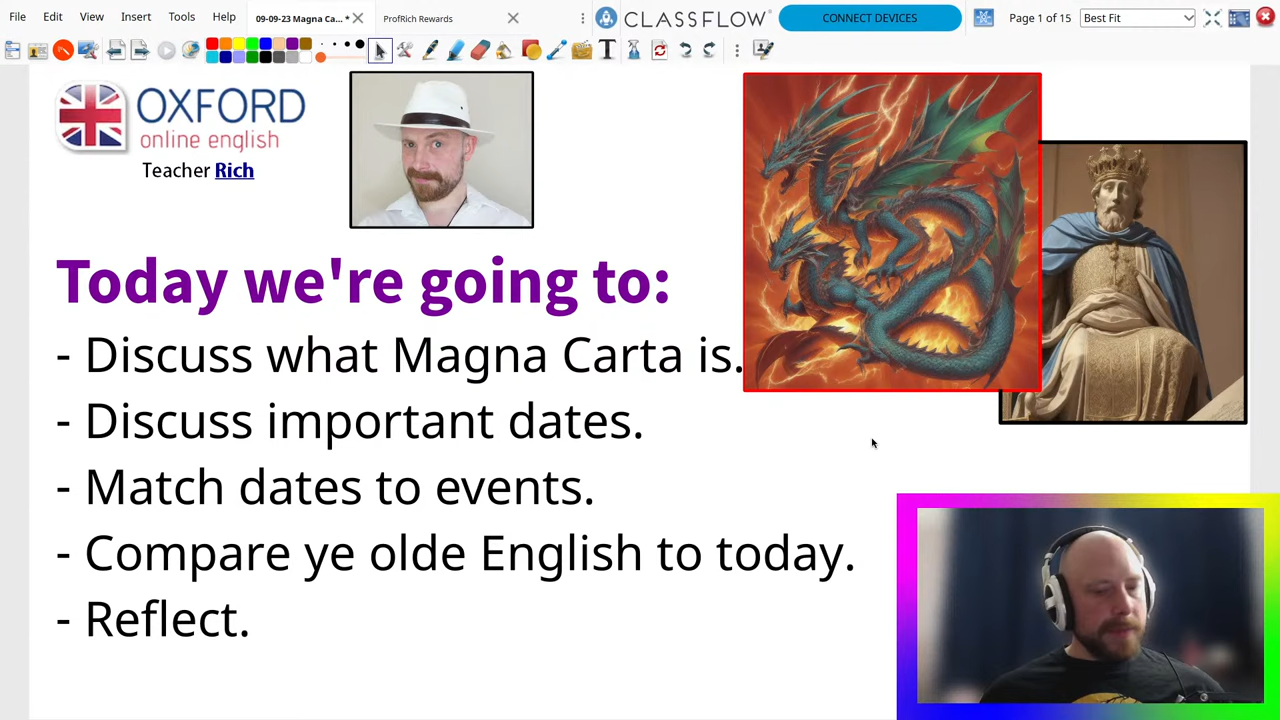 File Edit View Insert Tools Help
09-09-23 Magna Ca... *
ProfRich Rewards
CLASSFLOW
CONNECT DEVICES
Page 1 of 15
Best Fit
OXFORD
online english
Teacher Rich
Today we're going to:
- Discuss what Magna Carta is.
- Discuss important dates.
- Match dates to events.
- Compare ye olde English to today.
- Reflect.